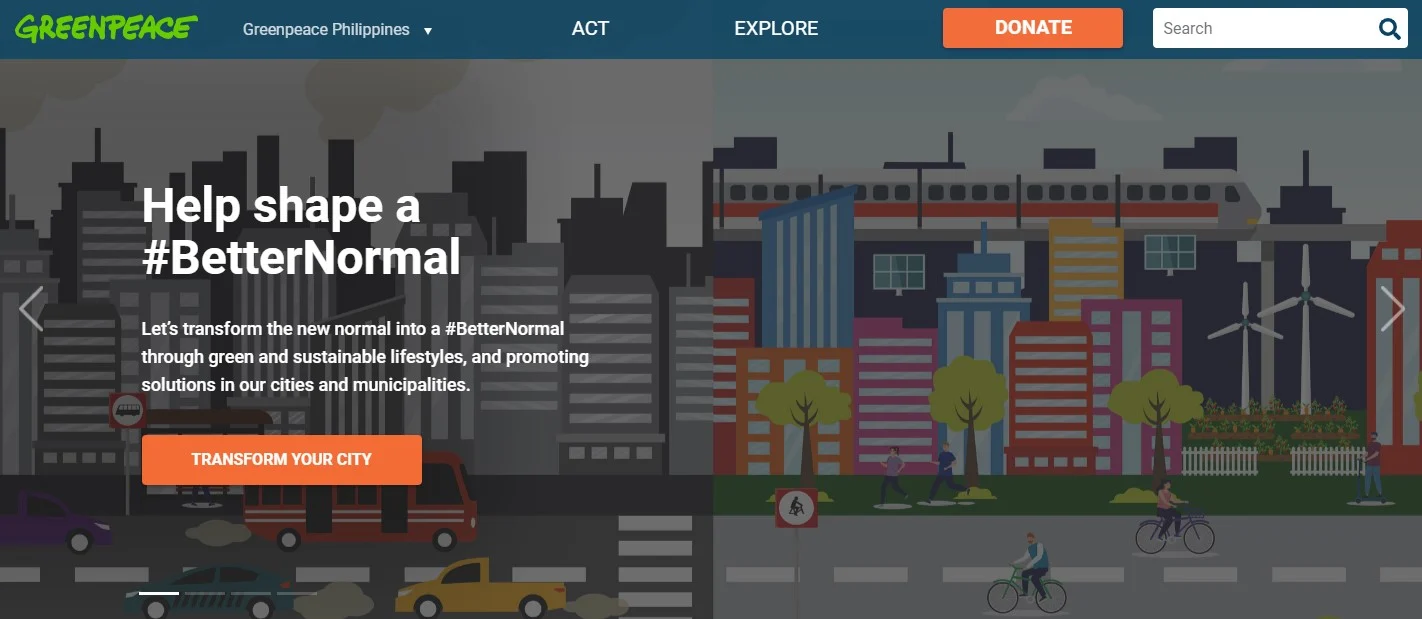 GREENPEACE
Greenpeace Philippines
ACT
EXPLORE
DONATE
Search
Help shape a
#BetterNormal
Let's transform the new normal into a #BetterNormal
through green and sustainable lifestyles, and promoting
solutions in our cities and municipalities.
TRANSFORM YOUR CITY